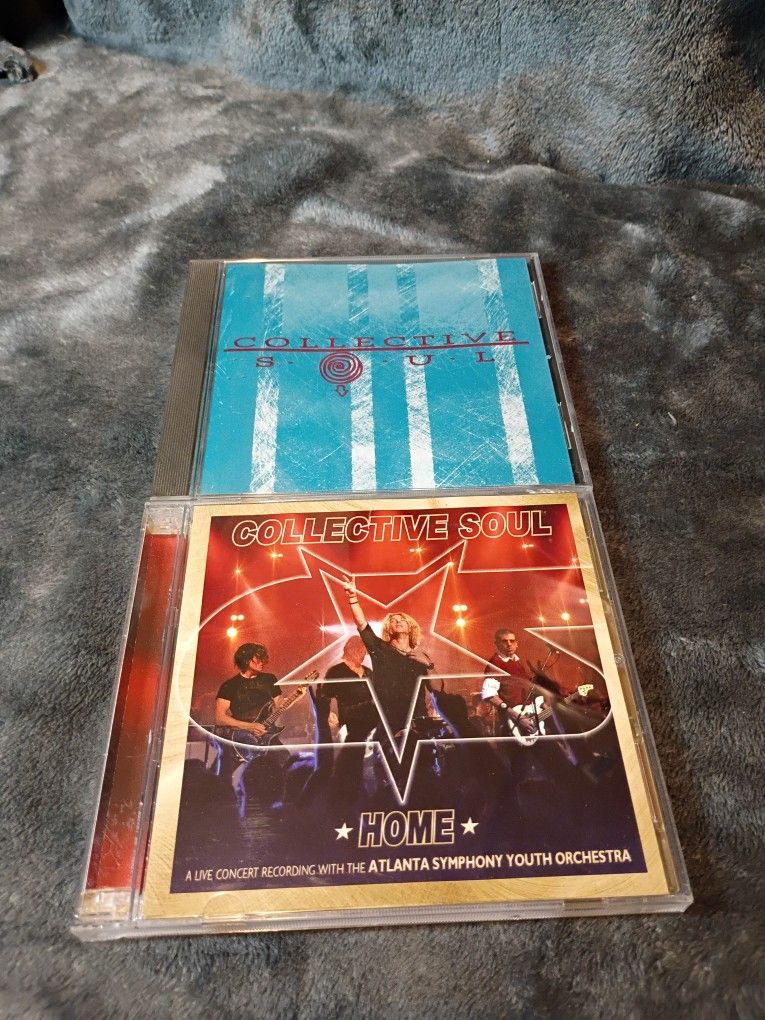 COLLECTIVE
S·O·U·L
COLLECTIVE SOUL
HOME
A LIVE CONCERT RECORDING WITH THE ATLANTA SYMPHONY YOUTH ORCHESTRA